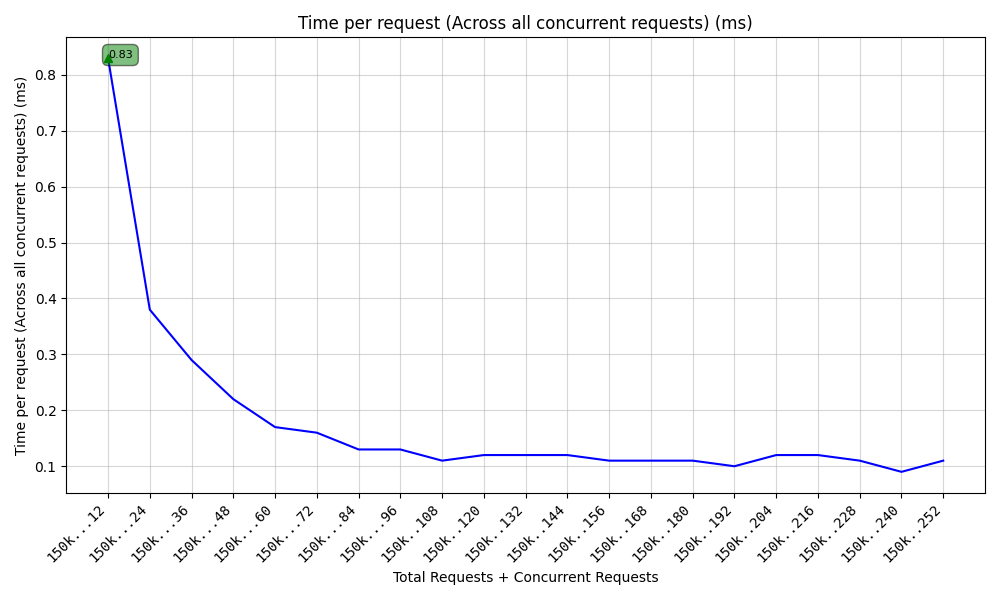 Time per request (Across all concurrent requests) (ms)
0.83
Time per request (Across all concurrent requests) (ms)
0.8
0.7
0.6
0.5
0.4
0.3
0.2
0.1
150k...12
150k...24
150k...36
150k...48
150k...60
150k...72
150k...84
150k...96
150k..108
150k..120
150k..132
150k..144
150k..156
150k..168
150k..180
150k..192
150k..204
150k..216
150k..228
150k..240
150k..252
Total Requests + Concurrent Requests